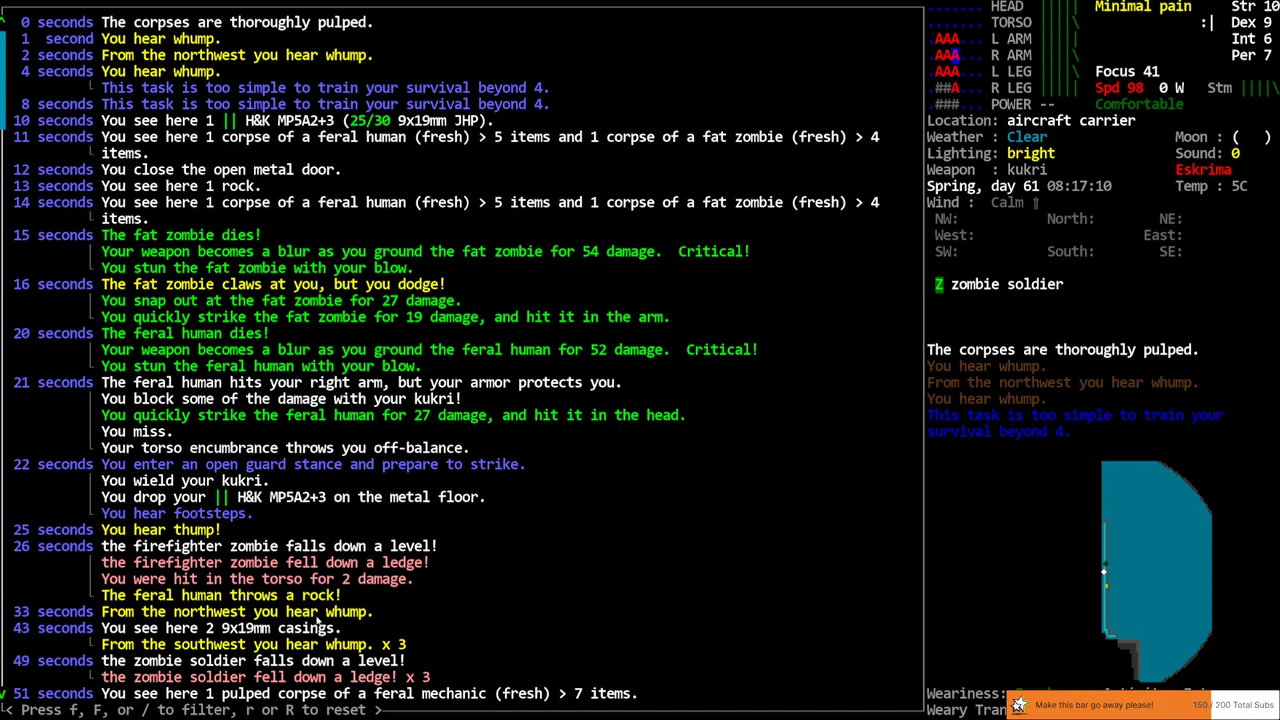 0 seconds The corpses are thoroughly pulped.
1 second You hear whump.
2 seconds From the northwest you hear whump.
4 seconds You hear whump.
This task is too simple to train your survival beyond 4.
8 seconds This task is too simple to train your survival beyond 4.
10 seconds You see here 1 || H&K MP5A2+3 (25/30 9x19mm JHP).
11 seconds You see here 1 corpse of a feral human (fresh) > 5 items and 1 corpse of a fat zombie (fresh) > 4
items.
12 seconds You close the open metal door.
13 seconds You see here 1 rock.
14 seconds You see here 1 corpse of a feral human (fresh) > 5 items and 1 corpse of a fat zombie (fresh) > 4
items.
15 seconds The fat zombie dies!
Your weapon becomes a blur as you ground the fat zombie for 54 damage.  Critical!
You stun the fat zombie with your blow.
16 seconds The fat zombie claws at you, but you dodge!
You snap out at the fat zombie for 27 damage.
You quickly strike the fat zombie for 19 damage, and hit it in the arm.
20 seconds The feral human dies!
Your weapon becomes a blur as you ground the feral human for 52 damage.  Critical!
You stun the feral human with your blow.
21 seconds The feral human hits your right arm, but your armor protects you.
You block some of the damage with your kukri!
You quickly strike the feral human for 27 damage, and hit it in the head.
You miss.
Your torso encumbrance throws you off-balance.
22 seconds You enter an open guard stance and prepare to strike.
You wield your kukri.
You drop your || H&K MP5A2+3 on the metal floor.
You hear footsteps.
25 seconds You hear thump!
26 seconds the firefighter zombie falls down a level!
the firefighter zombie fell down a ledge!
You were hit in the torso for 2 damage.
The feral human throws a rock!
33 seconds From the northwest you hear whump.
43 seconds You see here 2 9x19mm casings.
From the southwest you hear whump. x 3
49 seconds the zombie soldier falls down a level!
the zombie soldier fell down a ledge! x 3
51 seconds You see here 1 pulped corpse of a feral mechanic (fresh) > 7 items.
< Press f, F, or / to filter, r or R to reset >
...... HEAD ||||\ Minimal pain Str 10
...... TORSO ||||\ :| Dex 9
.AAA... L ARM ||||| Int 6
.AAA... R ARM ||||| Per 7
.AAA... L LEG ||||\ Focus 41
.##A... R LEG ||||| Spd 98 0 W Stm ||||\
.###... POWER -- Comfortable
Location: aircraft carrier
Weather : Clear Moon : (   )
Lighting: bright Sound: 0
Weapon  : kukri Eskrima
Spring, day 61 08:17:10 Temp : 5C
Wind :  Calm ⇑
NW: North: NE:
West: East:
SW: South: SE:
Z zombie soldier
The corpses are thoroughly pulped.
You hear whump.
From the northwest you hear whump.
You hear whump.
This task is too simple to train your
survival beyond 4.
Weariness:
Weary Tran
Make this bar go away please! 150 / 200 Total Subs